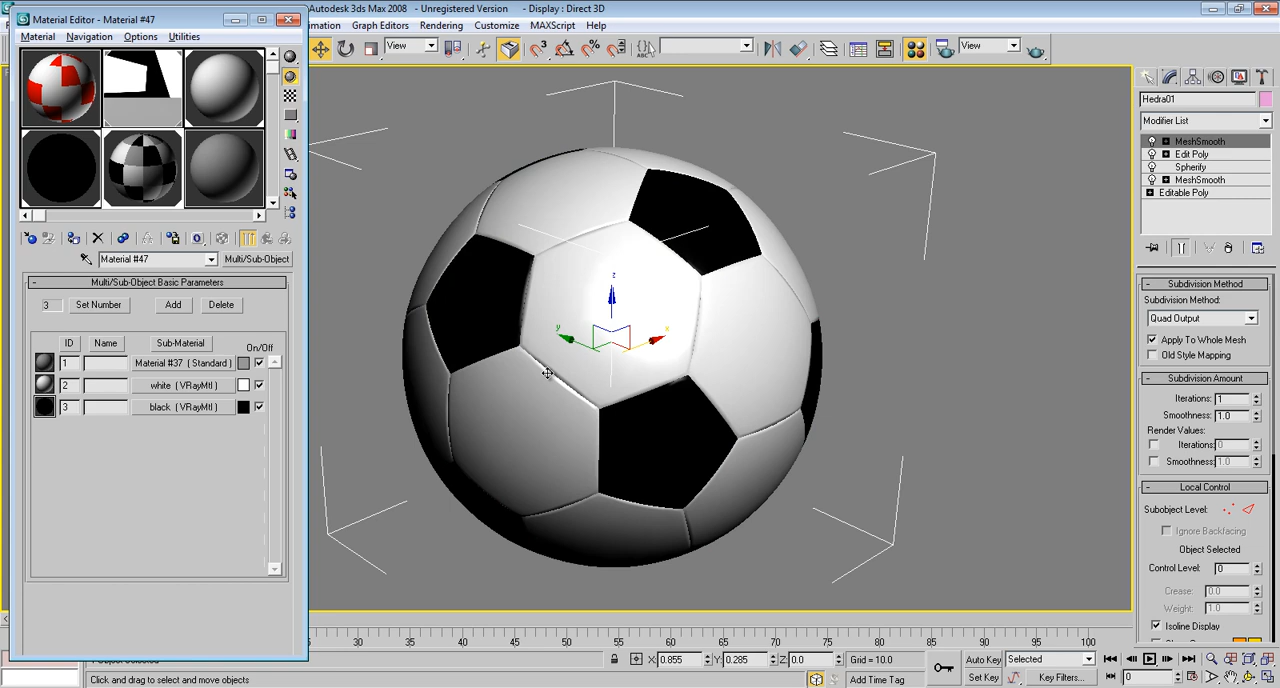 Material Editor - Material #47
Autodesk 3ds Max 2008 - Unregistered Version - Display : Direct 3D
Material Navigation Options Utilities
Graph Editors Rendering Customize MAXScript Help
View
View
Hedra01
Modifier List
MeshSmooth
Edit Poly
Spherify
MeshSmooth
Editable Poly
Material #47
Multi/Sub-Object
Multi/Sub-Object Basic Parameters
3 Set Number Add Delete
ID Name Sub-Material On/Off
1 Material #37 ( Standard )
2 white ( VRayMtl )
3 black ( VRayMtl )
z
y
x
Subdivision Method
Subdivision Method:
Quad Output
Apply To Whole Mesh
Old Style Mapping
Subdivision Amount
Iterations: 1
Smoothness: 1.0
Render Values:
Iterations: 0
Smoothness: 1.0
Local Control
Subobject Level:
Ignore Backfacing
Object Selected
Control Level: 0
Crease: 0.0
Weight: 1.0
Isoline Display
35 40 45 50 55 60 65 70 75 80 85 90 95 100
X: 0.855 Y: 0.285 Z: 0.0 Grid = 10.0
Auto Key Selected
Click and drag to select and move objects
Add Time Tag
Set Key Key Filters...
0